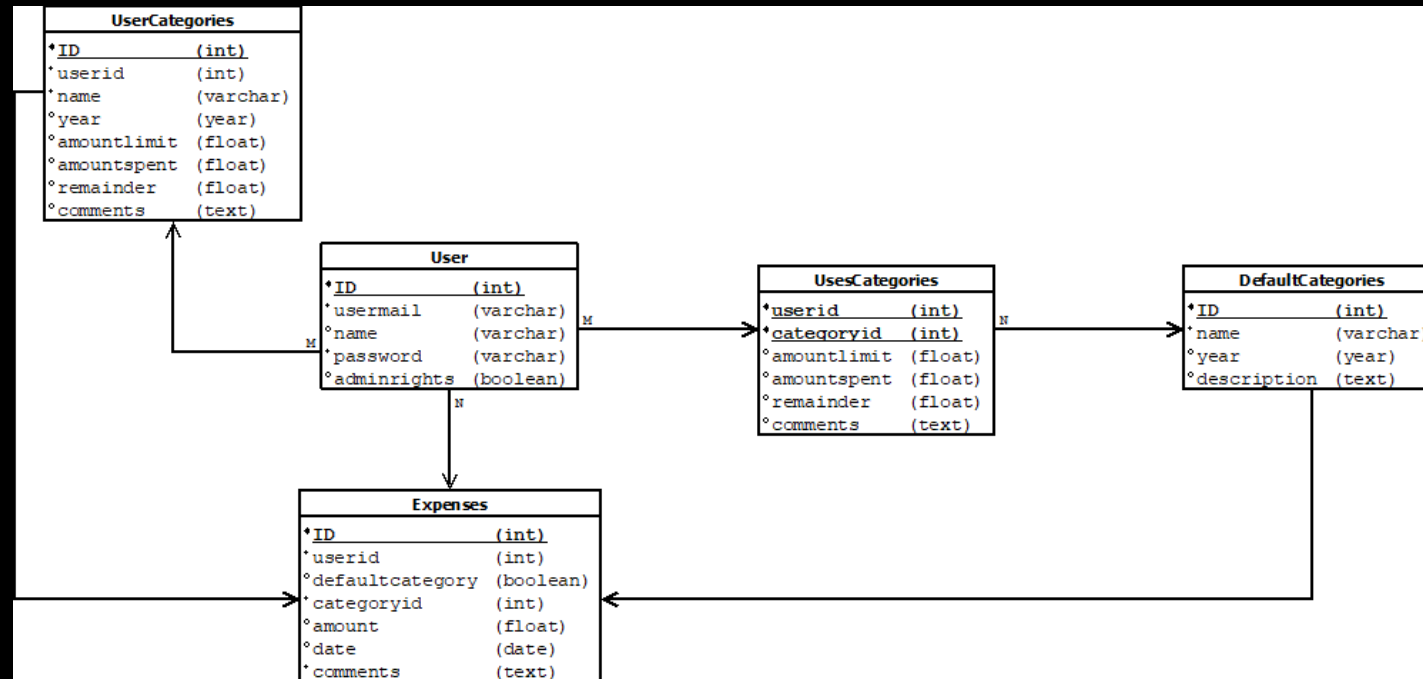 UserCategories
ID (int)
userid (int)
name (varchar)
year (year)
amountlimit (float)
amountspent (float)
remainder (float)
comments (text)
User
ID (int)
usermail (varchar)
name (varchar)
password (varchar)
adminrights (boolean)
M
M
N
UsesCategories
userid (int)
categoryid (int)
amountlimit (float)
amountspent (float)
remainder (float)
comments (text)
N
DefaultCategories
ID (int)
name (varchar)
year (year)
description (text)
Expenses
ID (int)
userid (int)
defaultcategory (boolean)
categoryid (int)
amount (float)
date (date)
comments (text)